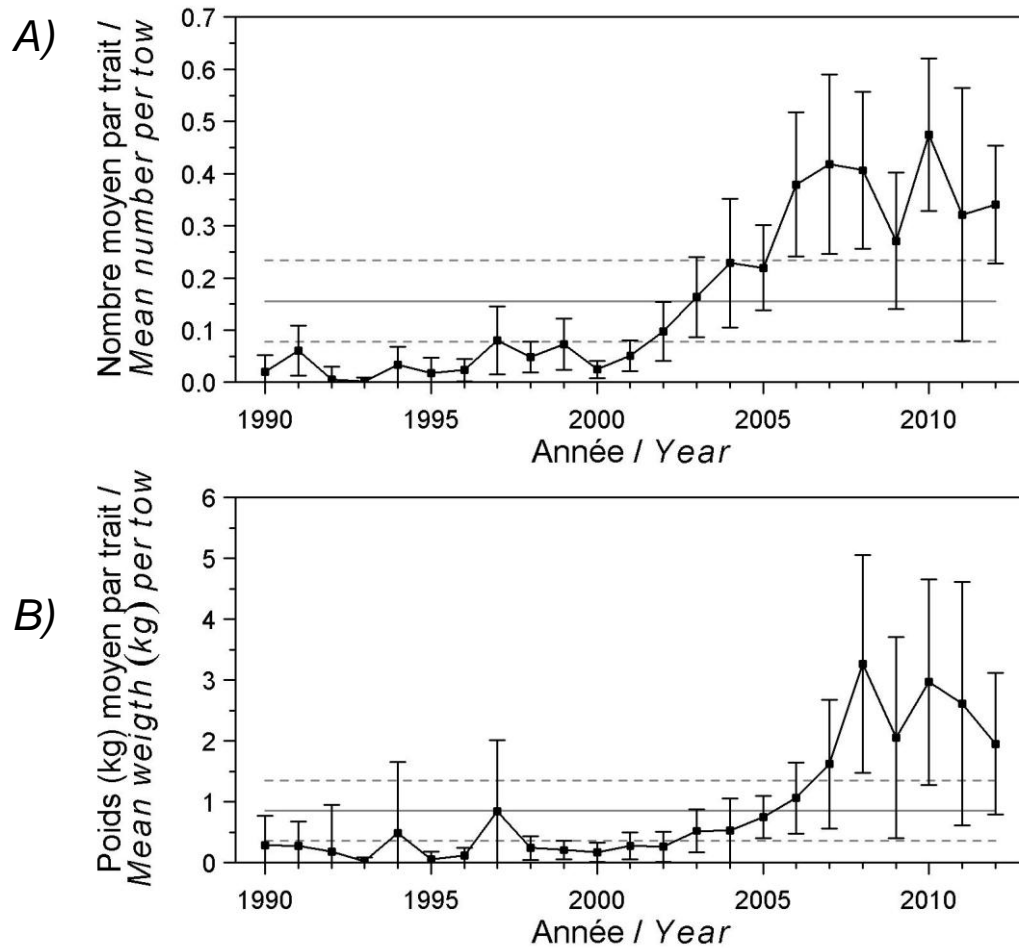 A)
Nombre moyen par trait /
Mean number per tow
0.7
0.6
0.5
0.4
0.3
0.2
0.1
0.0
1990 1995 2000 2005 2010
Année / Year
B)
Poids (kg) moyen par trait /
Mean weigth (kg) per tow
6
5
4
3
2
1
0
1990 1995 2000 2005 2010
Année / Year